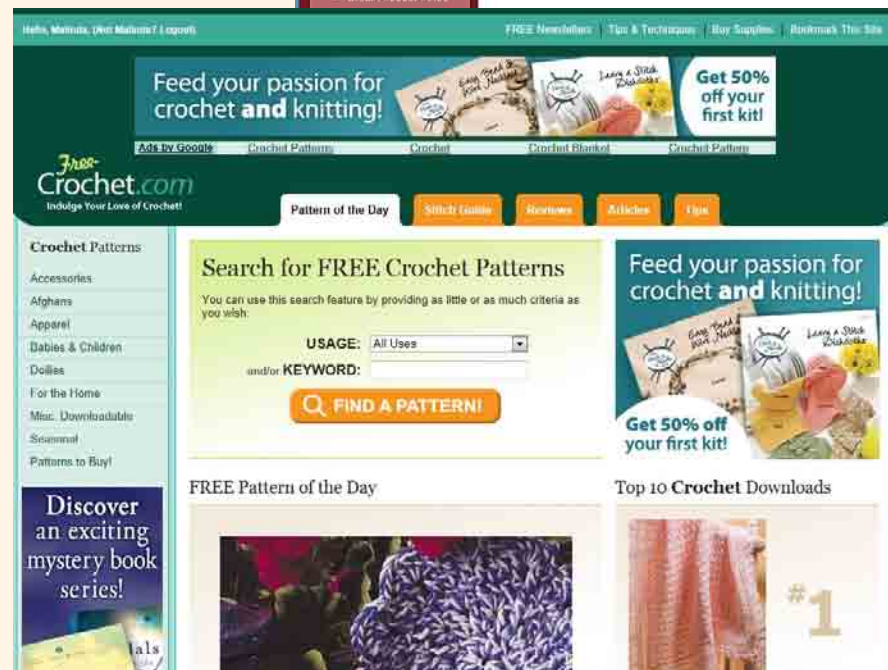 Hello, Malinda, (Not Malinda? Logout)
FREE Newsletters | Tips & Techniques | Buy Supplies | Bookmark This Site
Feed your passion for
crochet and knitting!
Get 50%
off your
first kit!
Ads by Google Crochet Patterns Crochet Crochet Blanket Crochet Pattern
Free-
Crochet.com
Indulge Your Love of Crochet!
Pattern of the Day Stitch Guide Reviews Articles Tips
Crochet Patterns
Accessories
Afghans
Apparel
Babies & Children
Doilies
For the Home
Misc. Downloadable
Seasonal
Patterns to Buy!
Discover
an exciting
mystery book
series!
Search for FREE Crochet Patterns
You can use this search feature by providing as little or as much criteria as
you wish:
USAGE: All Uses
and/or KEYWORD:
FIND A PATTERN!
Feed your passion for
crochet and knitting!
Get 50% off
your first kit!
FREE Pattern of the Day
Top 10 Crochet Downloads
#1